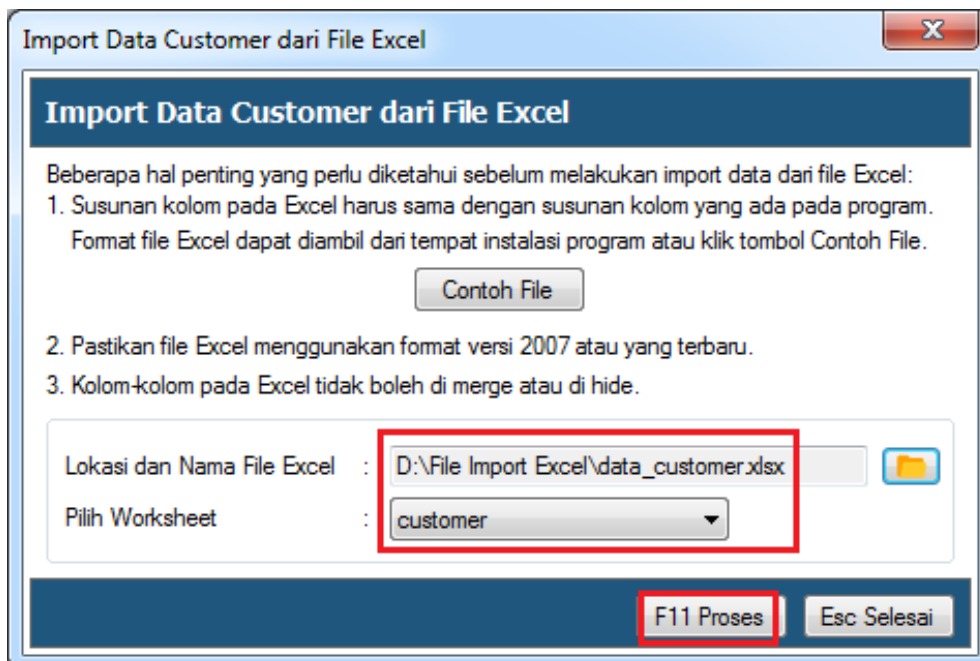 Import Data Customer dari File Excel
Import Data Customer dari File Excel
Beberapa hal penting yang perlu diketahui sebelum melakukan import data dari file Excel:
1. Susunan kolom pada Excel harus sama dengan susunan kolom yang ada pada program.
Format file Excel dapat diambil dari tempat instalasi program atau klik tombol Contoh File.
Contoh File
2. Pastikan file Excel menggunakan format versi 2007 atau yang terbaru.
3. Kolom-kolom pada Excel tidak boleh di merge atau di hide.
Lokasi dan Nama File Excel : D:\File Import Excel\data_customer.xlsx
Pilih Worksheet : customer
F11 Proses Esc Selesai